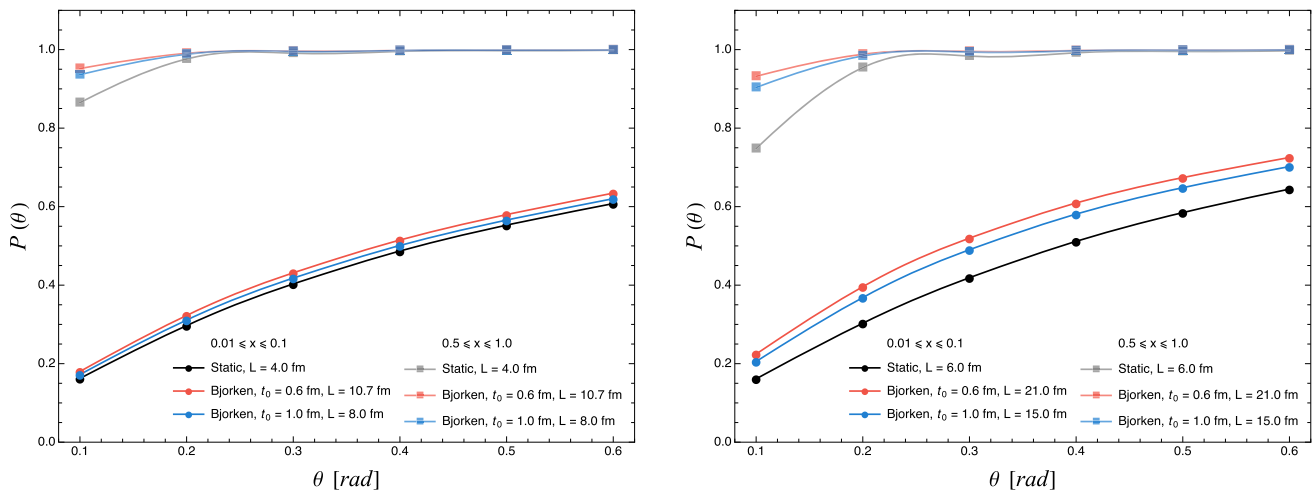 1.0
0.8
0.6
0.4
0.2
0.0
P (θ)
0.01 ⩽ x ⩽ 0.1
Static, L = 4.0 fm
Bjorken, t0 = 0.6 fm, L = 10.7 fm
Bjorken, t0 = 1.0 fm, L = 8.0 fm
0.5 ⩽ x ⩽ 1.0
Static, L = 4.0 fm
Bjorken, t0 = 0.6 fm, L = 10.7 fm
Bjorken, t0 = 1.0 fm, L = 8.0 fm
0.1 0.2 0.3 0.4 0.5 0.6
θ [rad]
1.0
0.8
0.6
0.4
0.2
0.0
P (θ)
0.01 ⩽ x ⩽ 0.1
Static, L = 6.0 fm
Bjorken, t0 = 0.6 fm, L = 21.0 fm
Bjorken, t0 = 1.0 fm, L = 15.0 fm
0.5 ⩽ x ⩽ 1.0
Static, L = 6.0 fm
Bjorken, t0 = 0.6 fm, L = 21.0 fm
Bjorken, t0 = 1.0 fm, L = 15.0 fm
0.1 0.2 0.3 0.4 0.5 0.6
θ [rad]